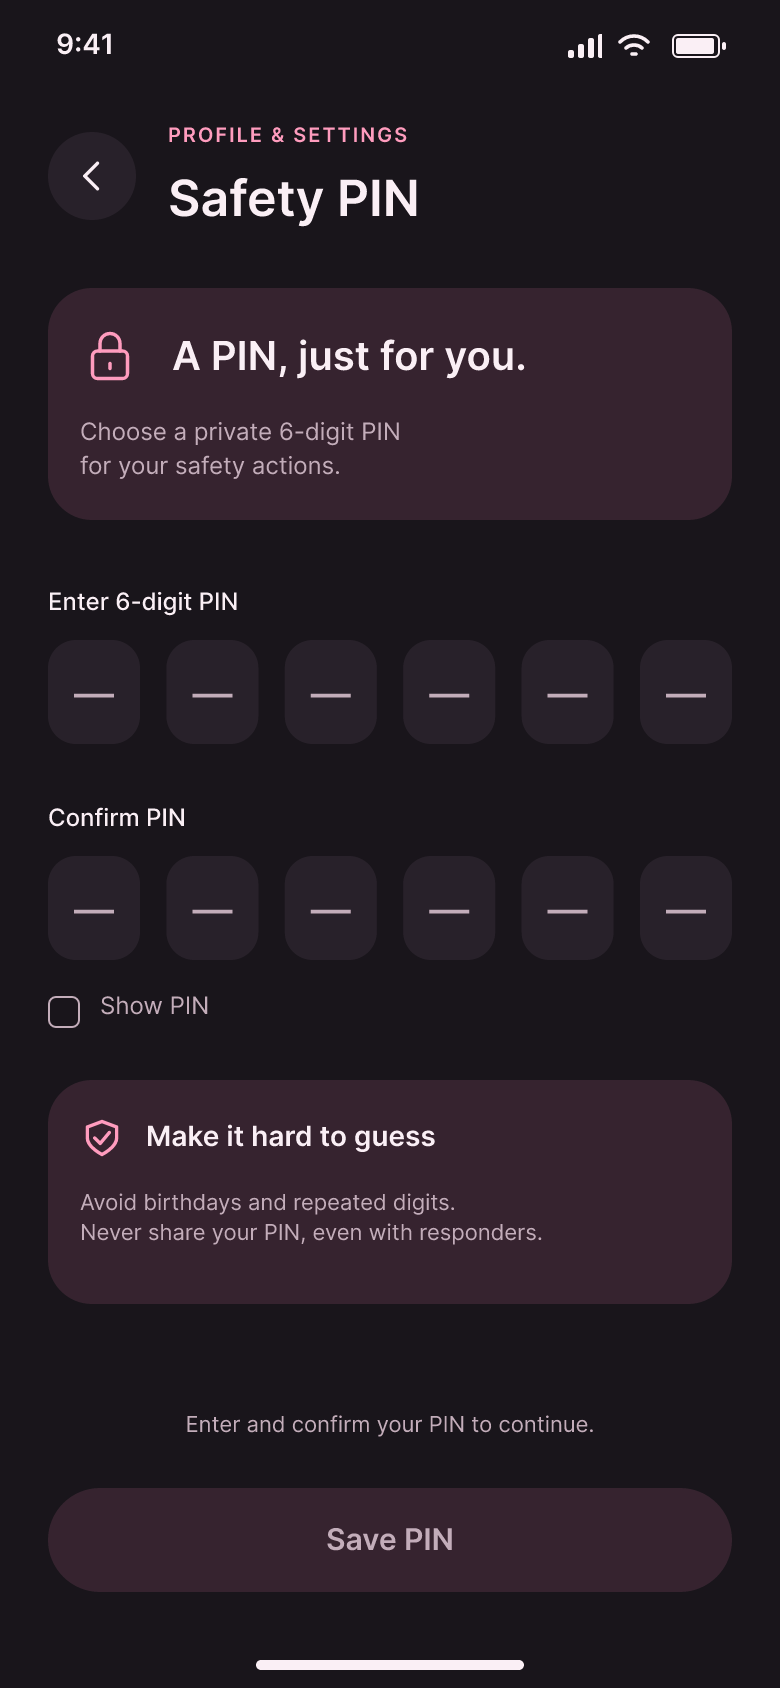 9:41
PROFILE & SETTINGS
Safety PIN
A PIN, just for you.
Choose a private 6-digit PIN
for your safety actions.
Enter 6-digit PIN
— — — — — —
Confirm PIN
— — — — — —
Show PIN
Make it hard to guess
Avoid birthdays and repeated digits.
Never share your PIN, even with responders.
Enter and confirm your PIN to continue.
Save PIN